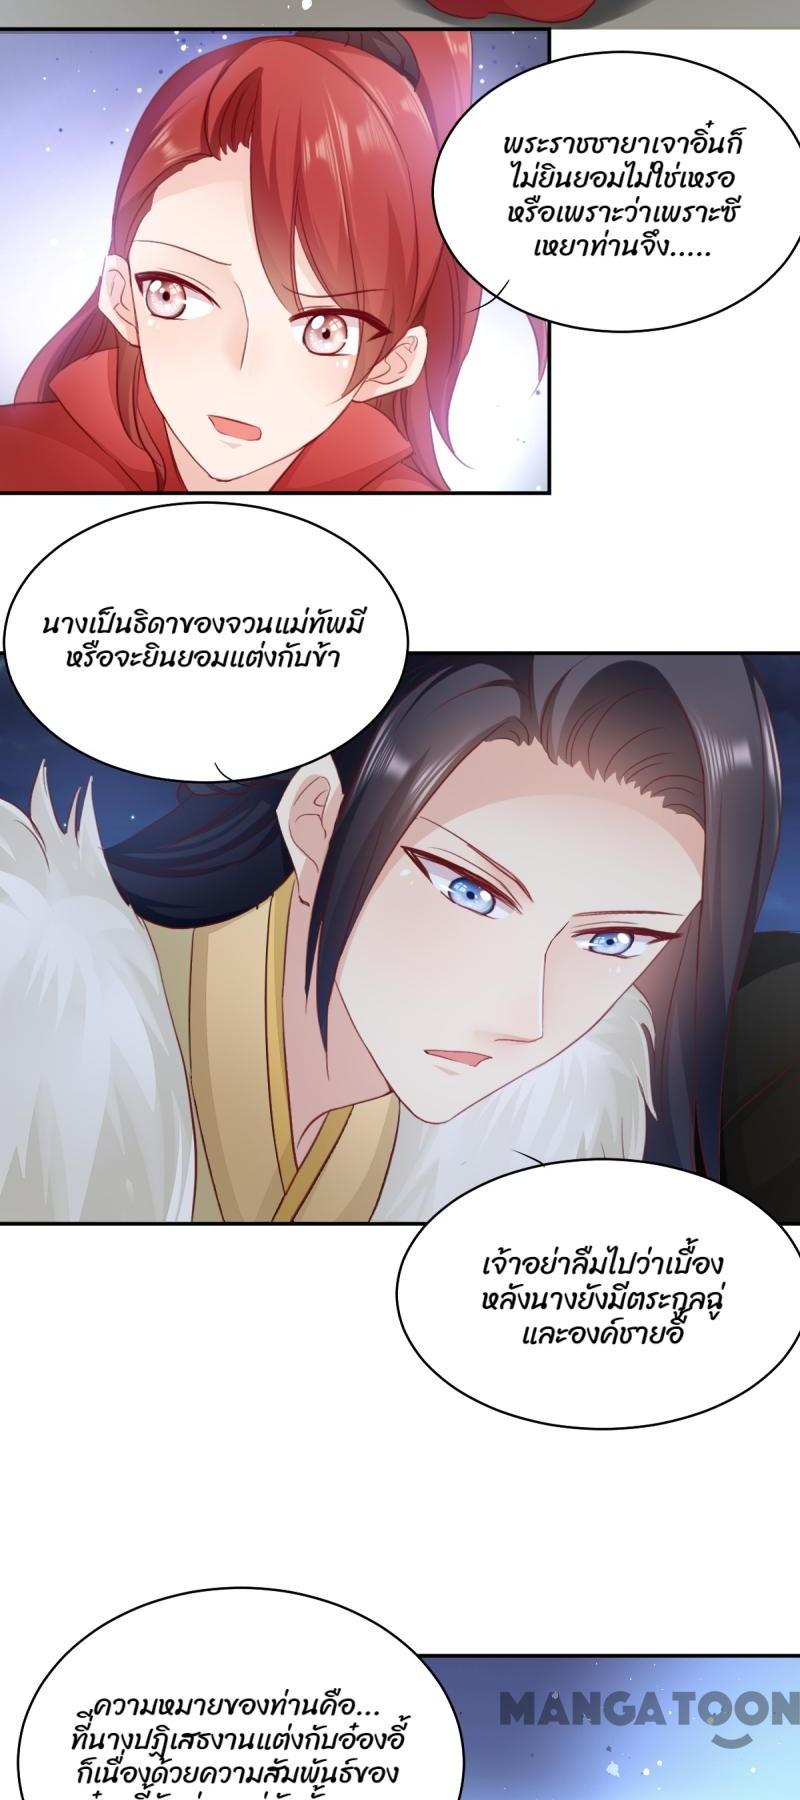 พระราชชายาเจาอิ๋นก็
ไม่ยินยอมไม่ใช่เหรอ
หรือเพราะว่าเพราะซี
เหยาท่านจึง.....
นางเป็นธิดาของจวนแม่ทัพมี
หรือจะยินยอมแต่งกับข้า
เจ้าอย่าลืมไปว่าเบื้อง
หลังนางยังมีตระกูลฉู่
และองค์ชายอี้
ความหมายของท่านคือ...
ที่นางปฏิเสธงานแต่งกับอ๋องอี้
ก็เนื่องด้วยความสัมพันธ์ของ
MANGATOON